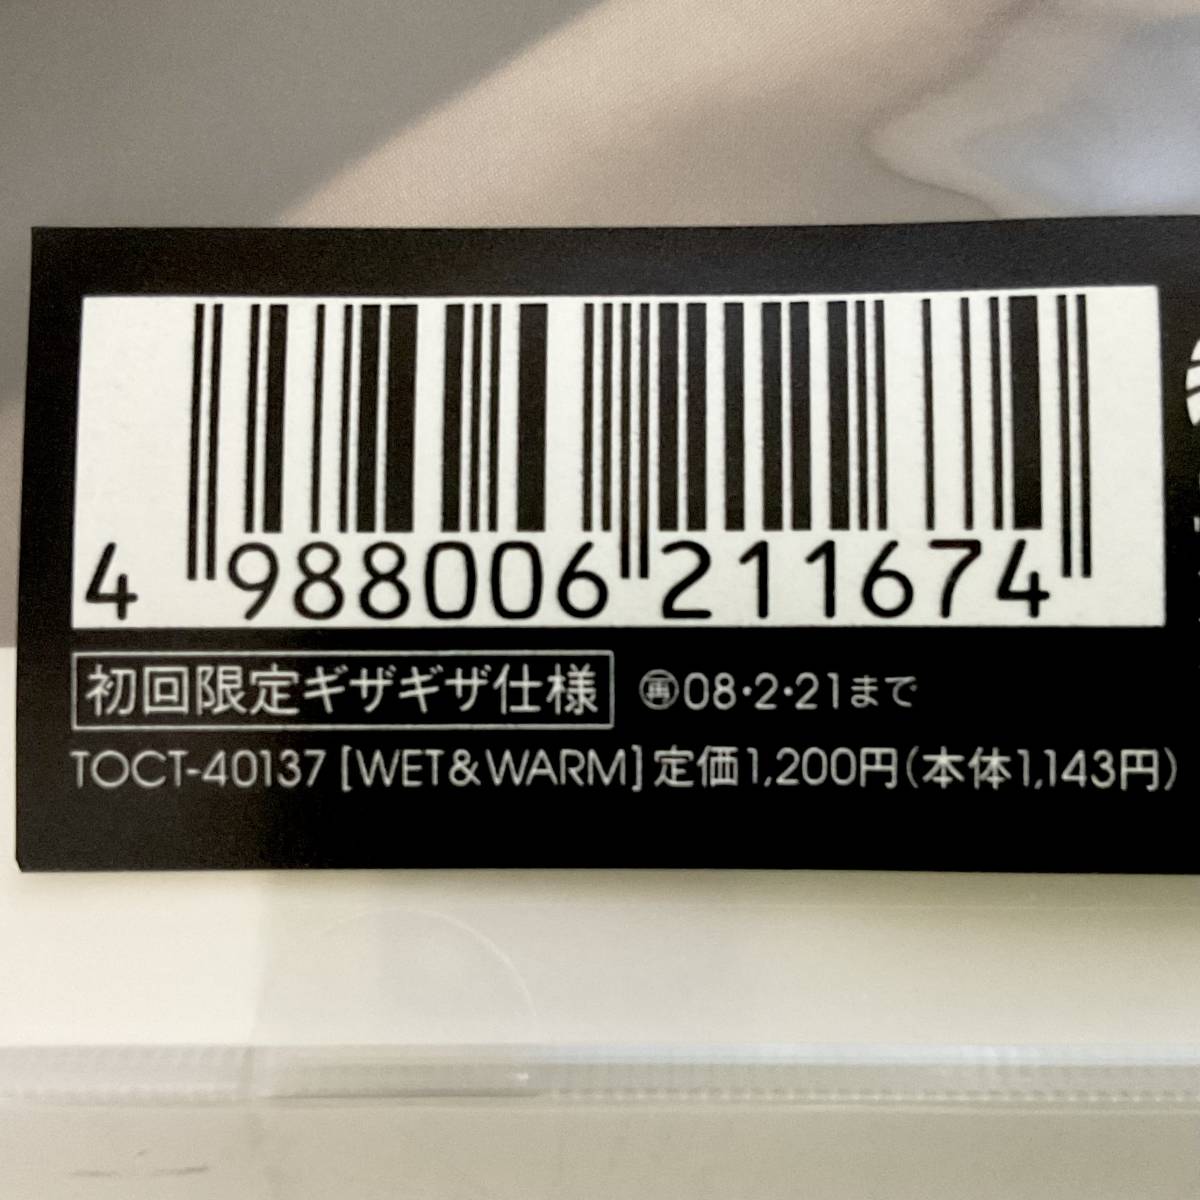 4 988006 211674
初回限定ギザギザ仕様 ㊢08・2・21まで
TOCT-40137 [WET&WARM] 定価1,200円(本体1,143円)